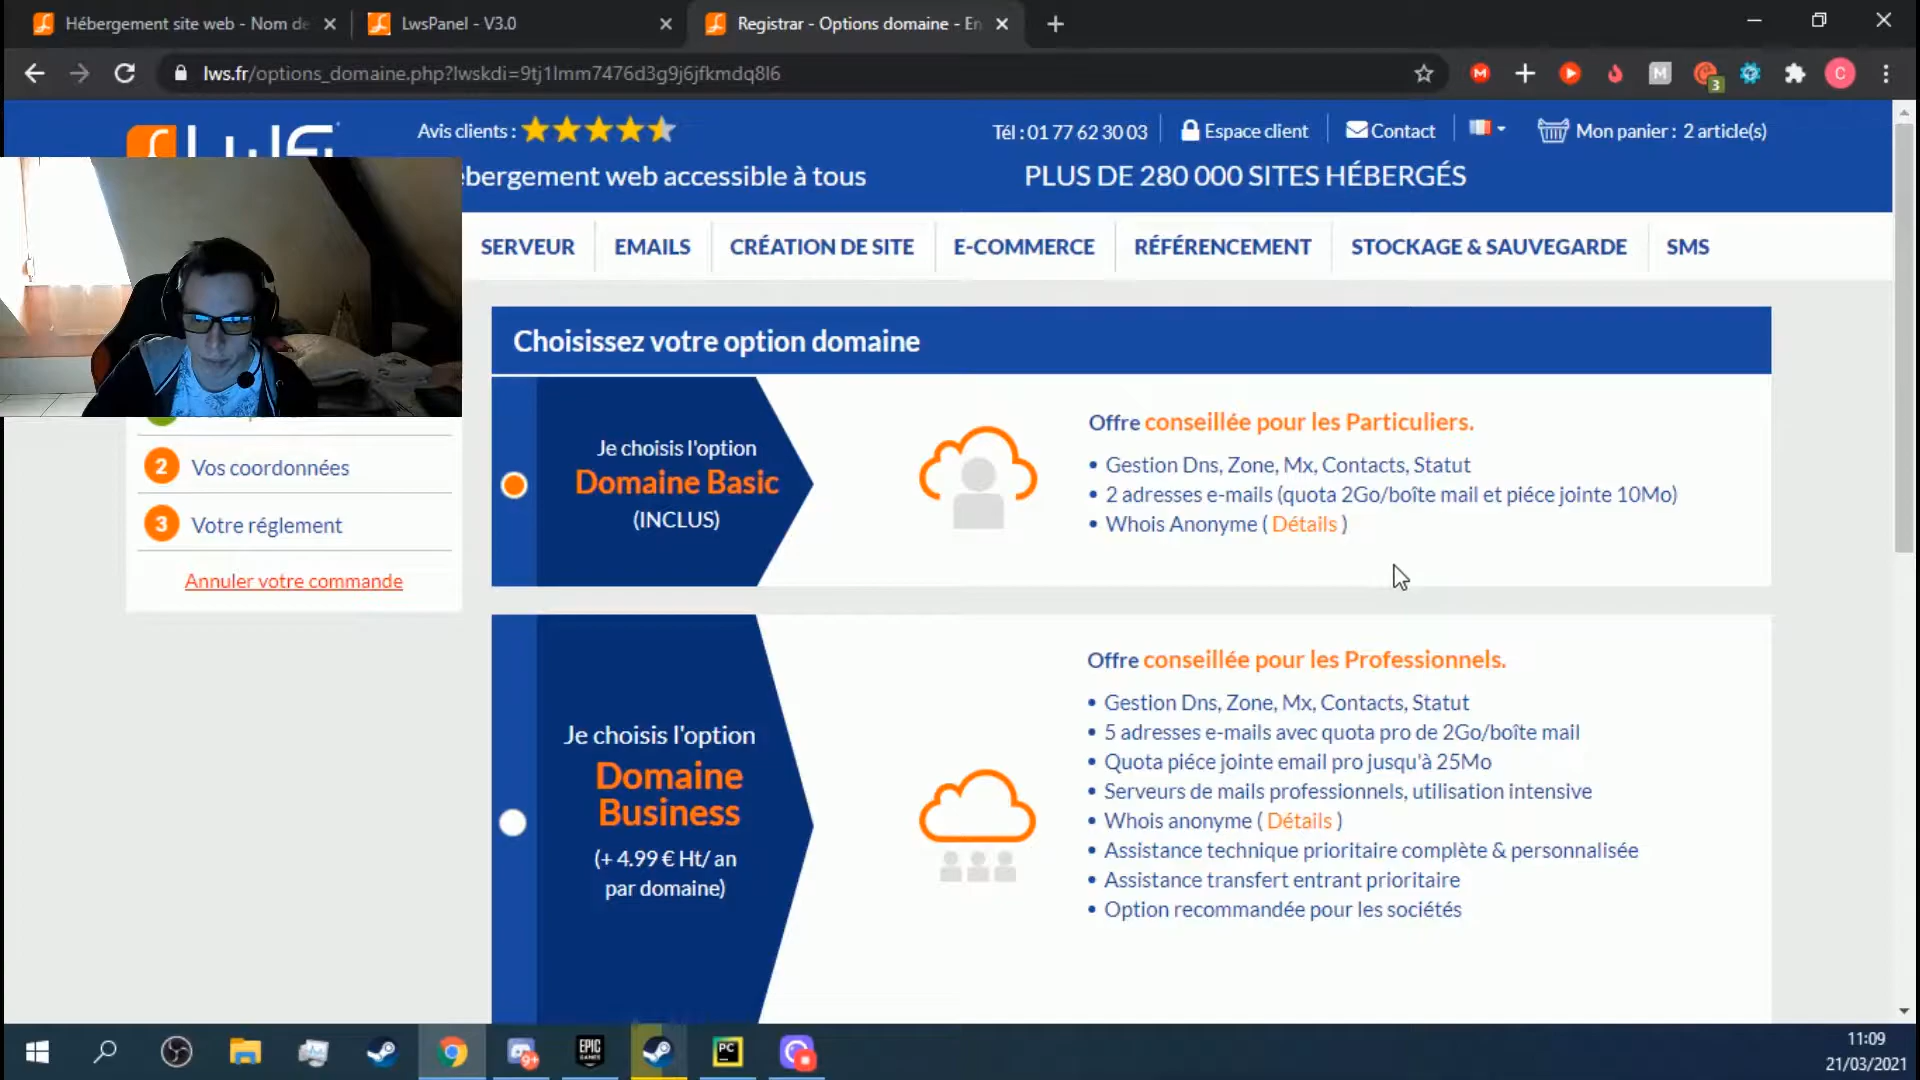 Hébergement site web - Nom de
LwsPanel - V3.0
Registrar - Options domaine - En
lws.fr/options_domaine.php?lwskdi=9tj1lmm7476d3g9j6jfkmdq8l6
M
M
3
C
Avis clients :
Tél : 01 77 62 30 03
Espace client
Contact
Mon panier : 2 article(s)
ébergement web accessible à tous
PLUS DE 280 000 SITES HÉBERGÉS
SERVEUR
EMAILS
CRÉATION DE SITE
E-COMMERCE
RÉFÉRENCEMENT
STOCKAGE & SAUVEGARDE
SMS
2 Vos coordonnées
3 Votre réglement
Annuler votre commande
Choisissez votre option domaine
Je choisis l'option
Domaine Basic
(INCLUS)
Offre conseillée pour les Particuliers.
• Gestion Dns, Zone, Mx, Contacts, Statut
• 2 adresses e-mails (quota 2Go/boîte mail et piéce jointe 10Mo)
• Whois Anonyme ( Détails )
Je choisis l'option
Domaine
Business
(+ 4.99 € Ht/ an
par domaine)
Offre conseillée pour les Professionnels.
• Gestion Dns, Zone, Mx, Contacts, Statut
• 5 adresses e-mails avec quota pro de 2Go/boîte mail
• Quota piéce jointe email pro jusqu'à 25Mo
• Serveurs de mails professionnels, utilisation intensive
• Whois anonyme ( Détails )
• Assistance technique prioritaire complète & personnalisée
• Assistance transfert entrant prioritaire
• Option recommandée pour les sociétés
9+
EPIC
GAMES
PC
11:09
21/03/2021